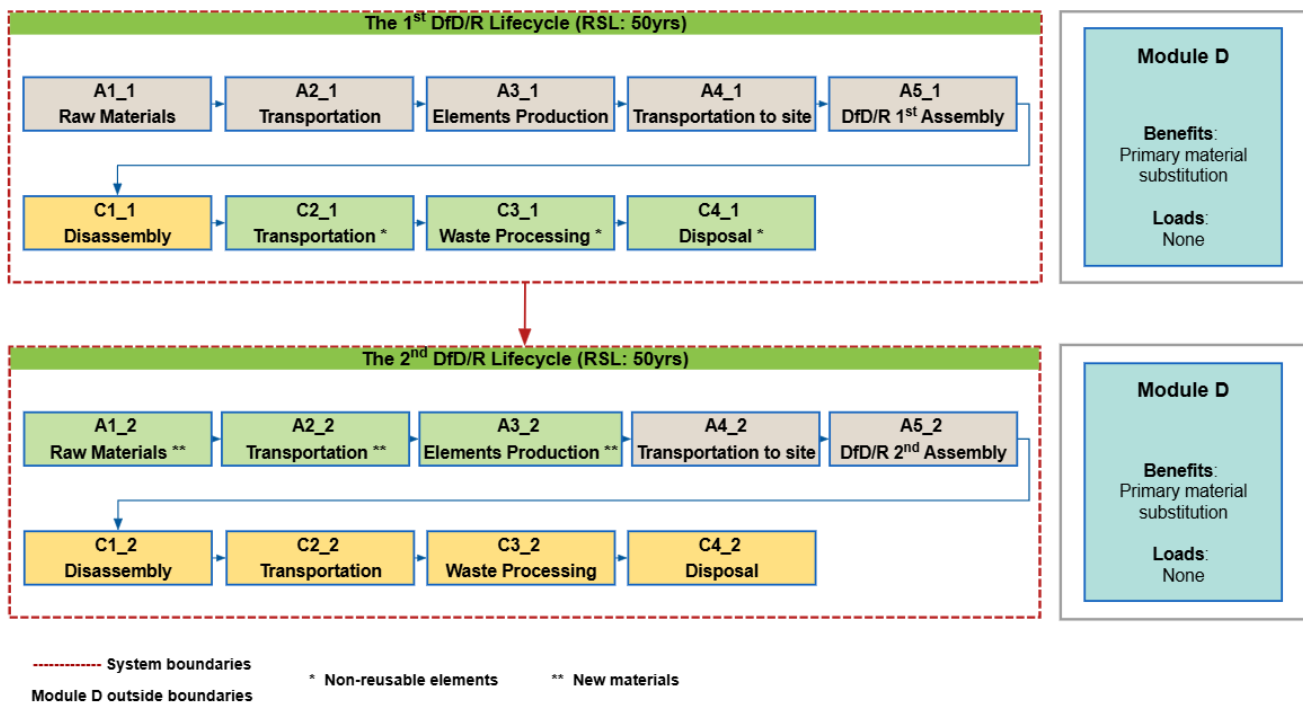 The 1st DfD/R Lifecycle (RSL: 50yrs)
A1_1
Raw Materials
A2_1
Transportation
A3_1
Elements Production
A4_1
Transportation to site
A5_1
DfD/R 1st Assembly
C1_1
Disassembly
C2_1
Transportation *
C3_1
Waste Processing *
C4_1
Disposal *
Module D
Benefits:
Primary material
substitution
Loads:
None
The 2nd DfD/R Lifecycle (RSL: 50yrs)
A1_2
Raw Materials **
A2_2
Transportation **
A3_2
Elements Production **
A4_2
Transportation to site
A5_2
DfD/R 2nd Assembly
C1_2
Disassembly
C2_2
Transportation
C3_2
Waste Processing
C4_2
Disposal
Module D
Benefits:
Primary material
substitution
Loads:
None
System boundaries
Module D outside boundaries
* Non-reusable elements
** New materials